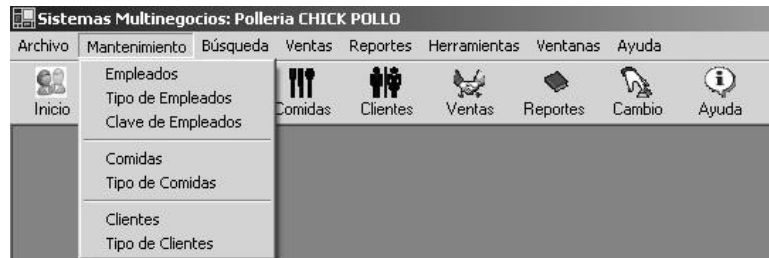 Sistemas Multinegocios: Polleria CHICK POLLO
Archivo Mantenimiento Búsqueda Ventas Reportes Herramientas Ventanas Ayuda
Inicio Comidas Clientes Ventas Reportes Cambio Ayuda
Empleados
Tipo de Empleados
Clave de Empleados
Comidas
Tipo de Comidas
Clientes
Tipo de Clientes